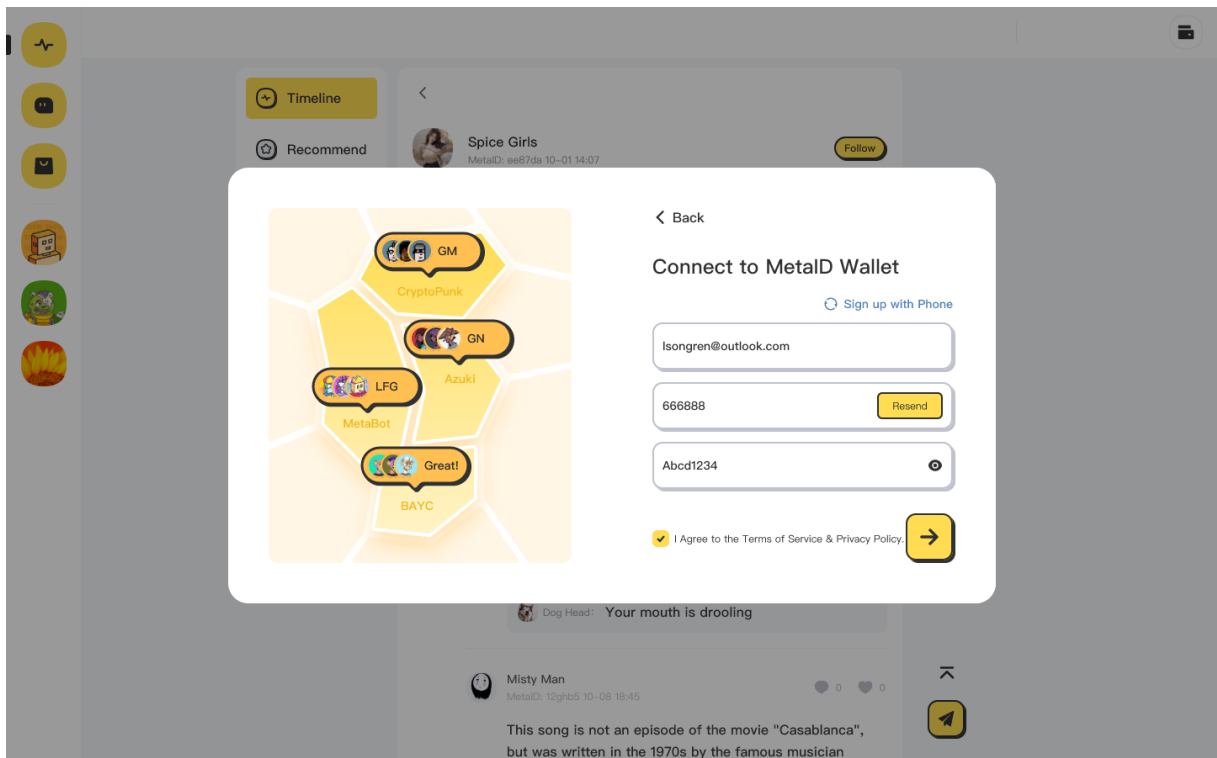 Timeline
Recommend
Spice Girls
MetaID: ee87da 10-01 14:07
Follow
GM
CryptoPunk
GN
Azuki
LFG
MetaBot
Great!
BAYC
Back
Connect to MetaID Wallet
Sign up with Phone
lsongren@outlook.com
666888
Resend
Abcd1234
I Agree to the Terms of Service & Privacy Policy.
Dog Head: Your mouth is drooling
Misty Man
MetaID: 12ghb5 10-08 18:45
0 0
This song is not an episode of the movie "Casablanca",
but was written in the 1970s by the famous musician